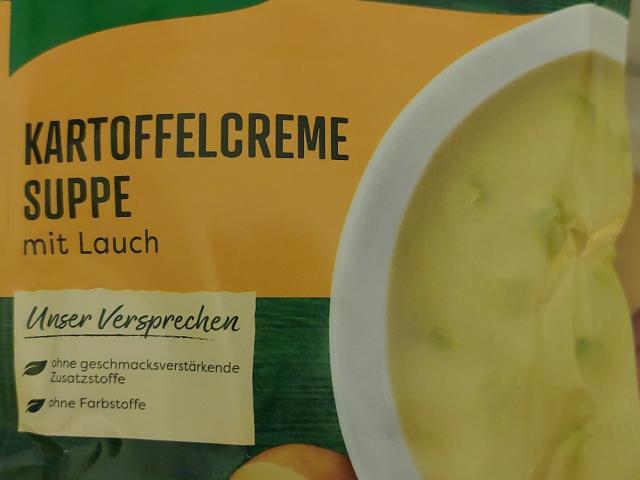 KARTOFFELCREME
SUPPE
mit Lauch
Unser Versprechen
ohne geschmacksverstärkende
Zusatzstoffe
ohne Farbstoffe